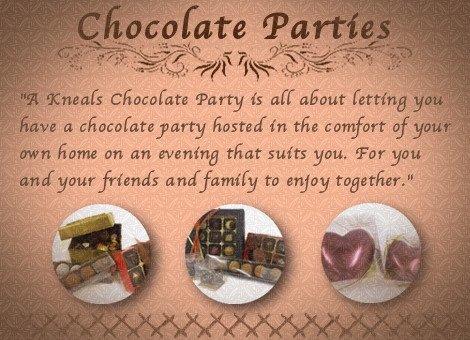 Chocolate Parties
"A Kneals Chocolate Party is all about letting you
have a chocolate party hosted in the comfort of your
own home on an evening that suits you. For you
and your friends and family to enjoy together."